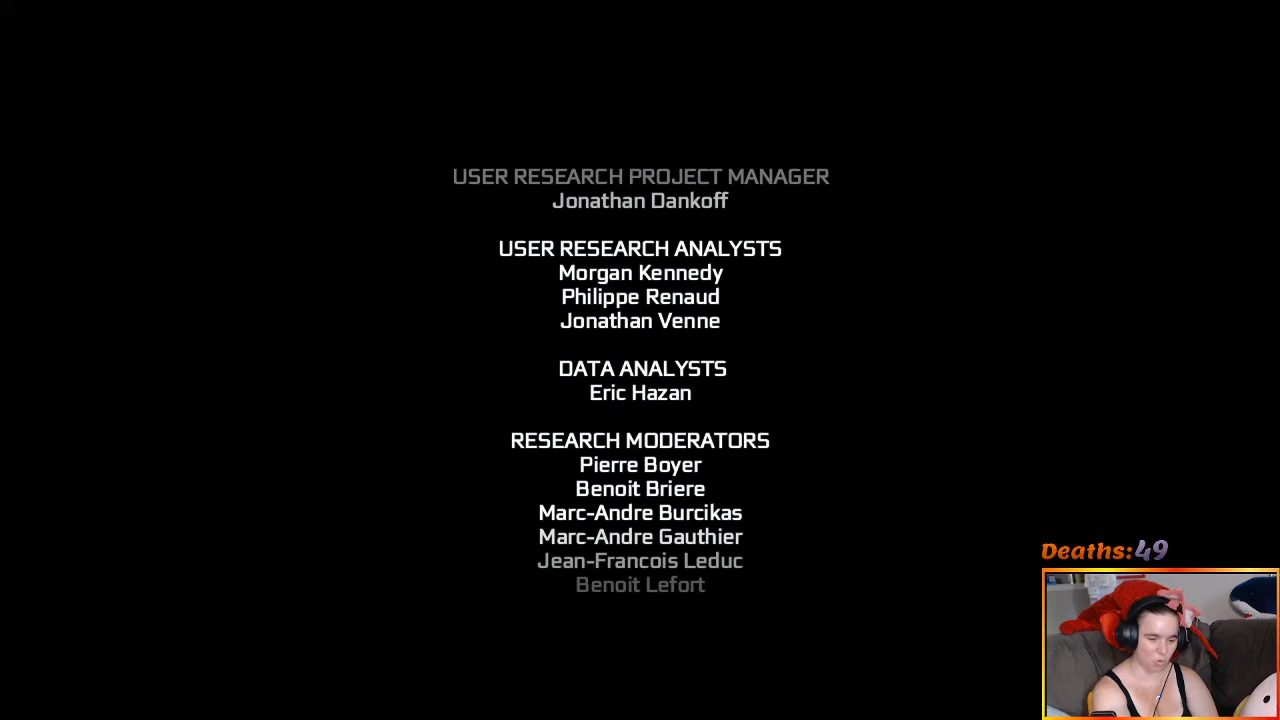 USER RESEARCH PROJECT MANAGER
Jonathan Dankoff
USER RESEARCH ANALYSTS
Morgan Kennedy
Philippe Renaud
Jonathan Venne
DATA ANALYSTS
Eric Hazan
RESEARCH MODERATORS
Pierre Boyer
Benoit Briere
Marc-Andre Burcikas
Marc-Andre Gauthier
Jean-Francois Leduc
Benoit Lefort
Deaths:49